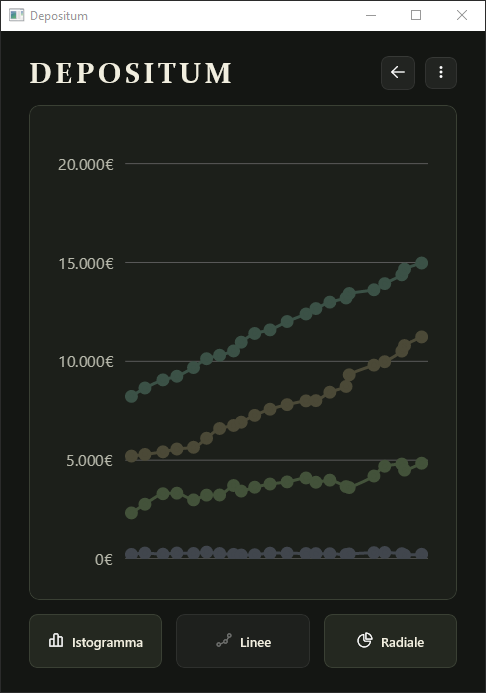 Depositum
DEPOSITUM
20.000€
15.000€
10.000€
5.000€
0€
Istogramma
Linee
Radiale